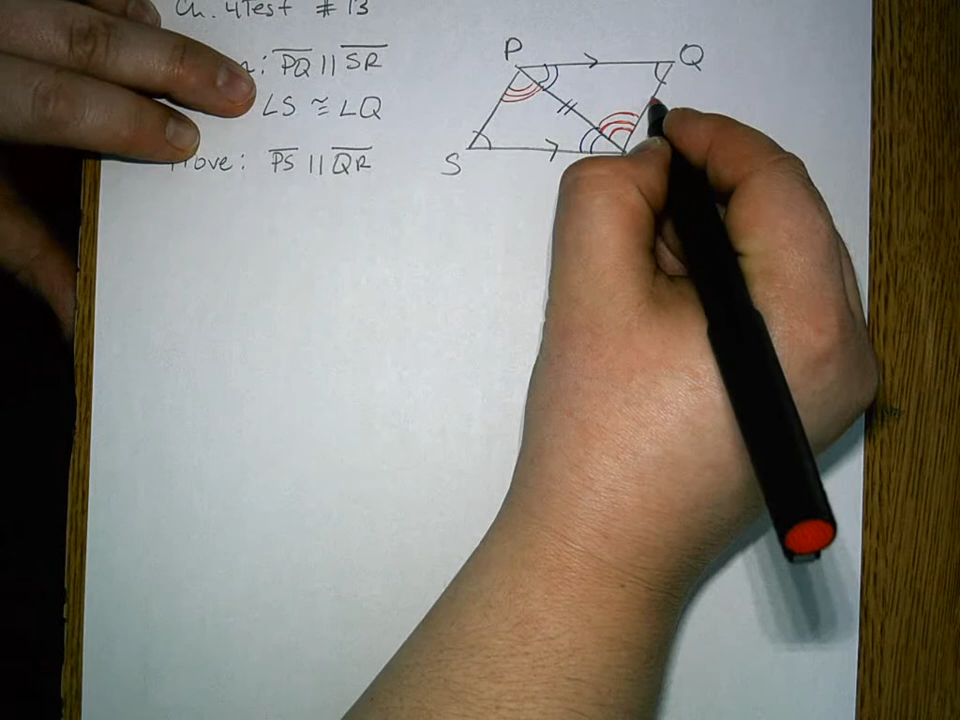 Ch. 4 Test # 13
: PQ || SR
∠S ≅ ∠Q
Prove: PS || QR
P
Q
S